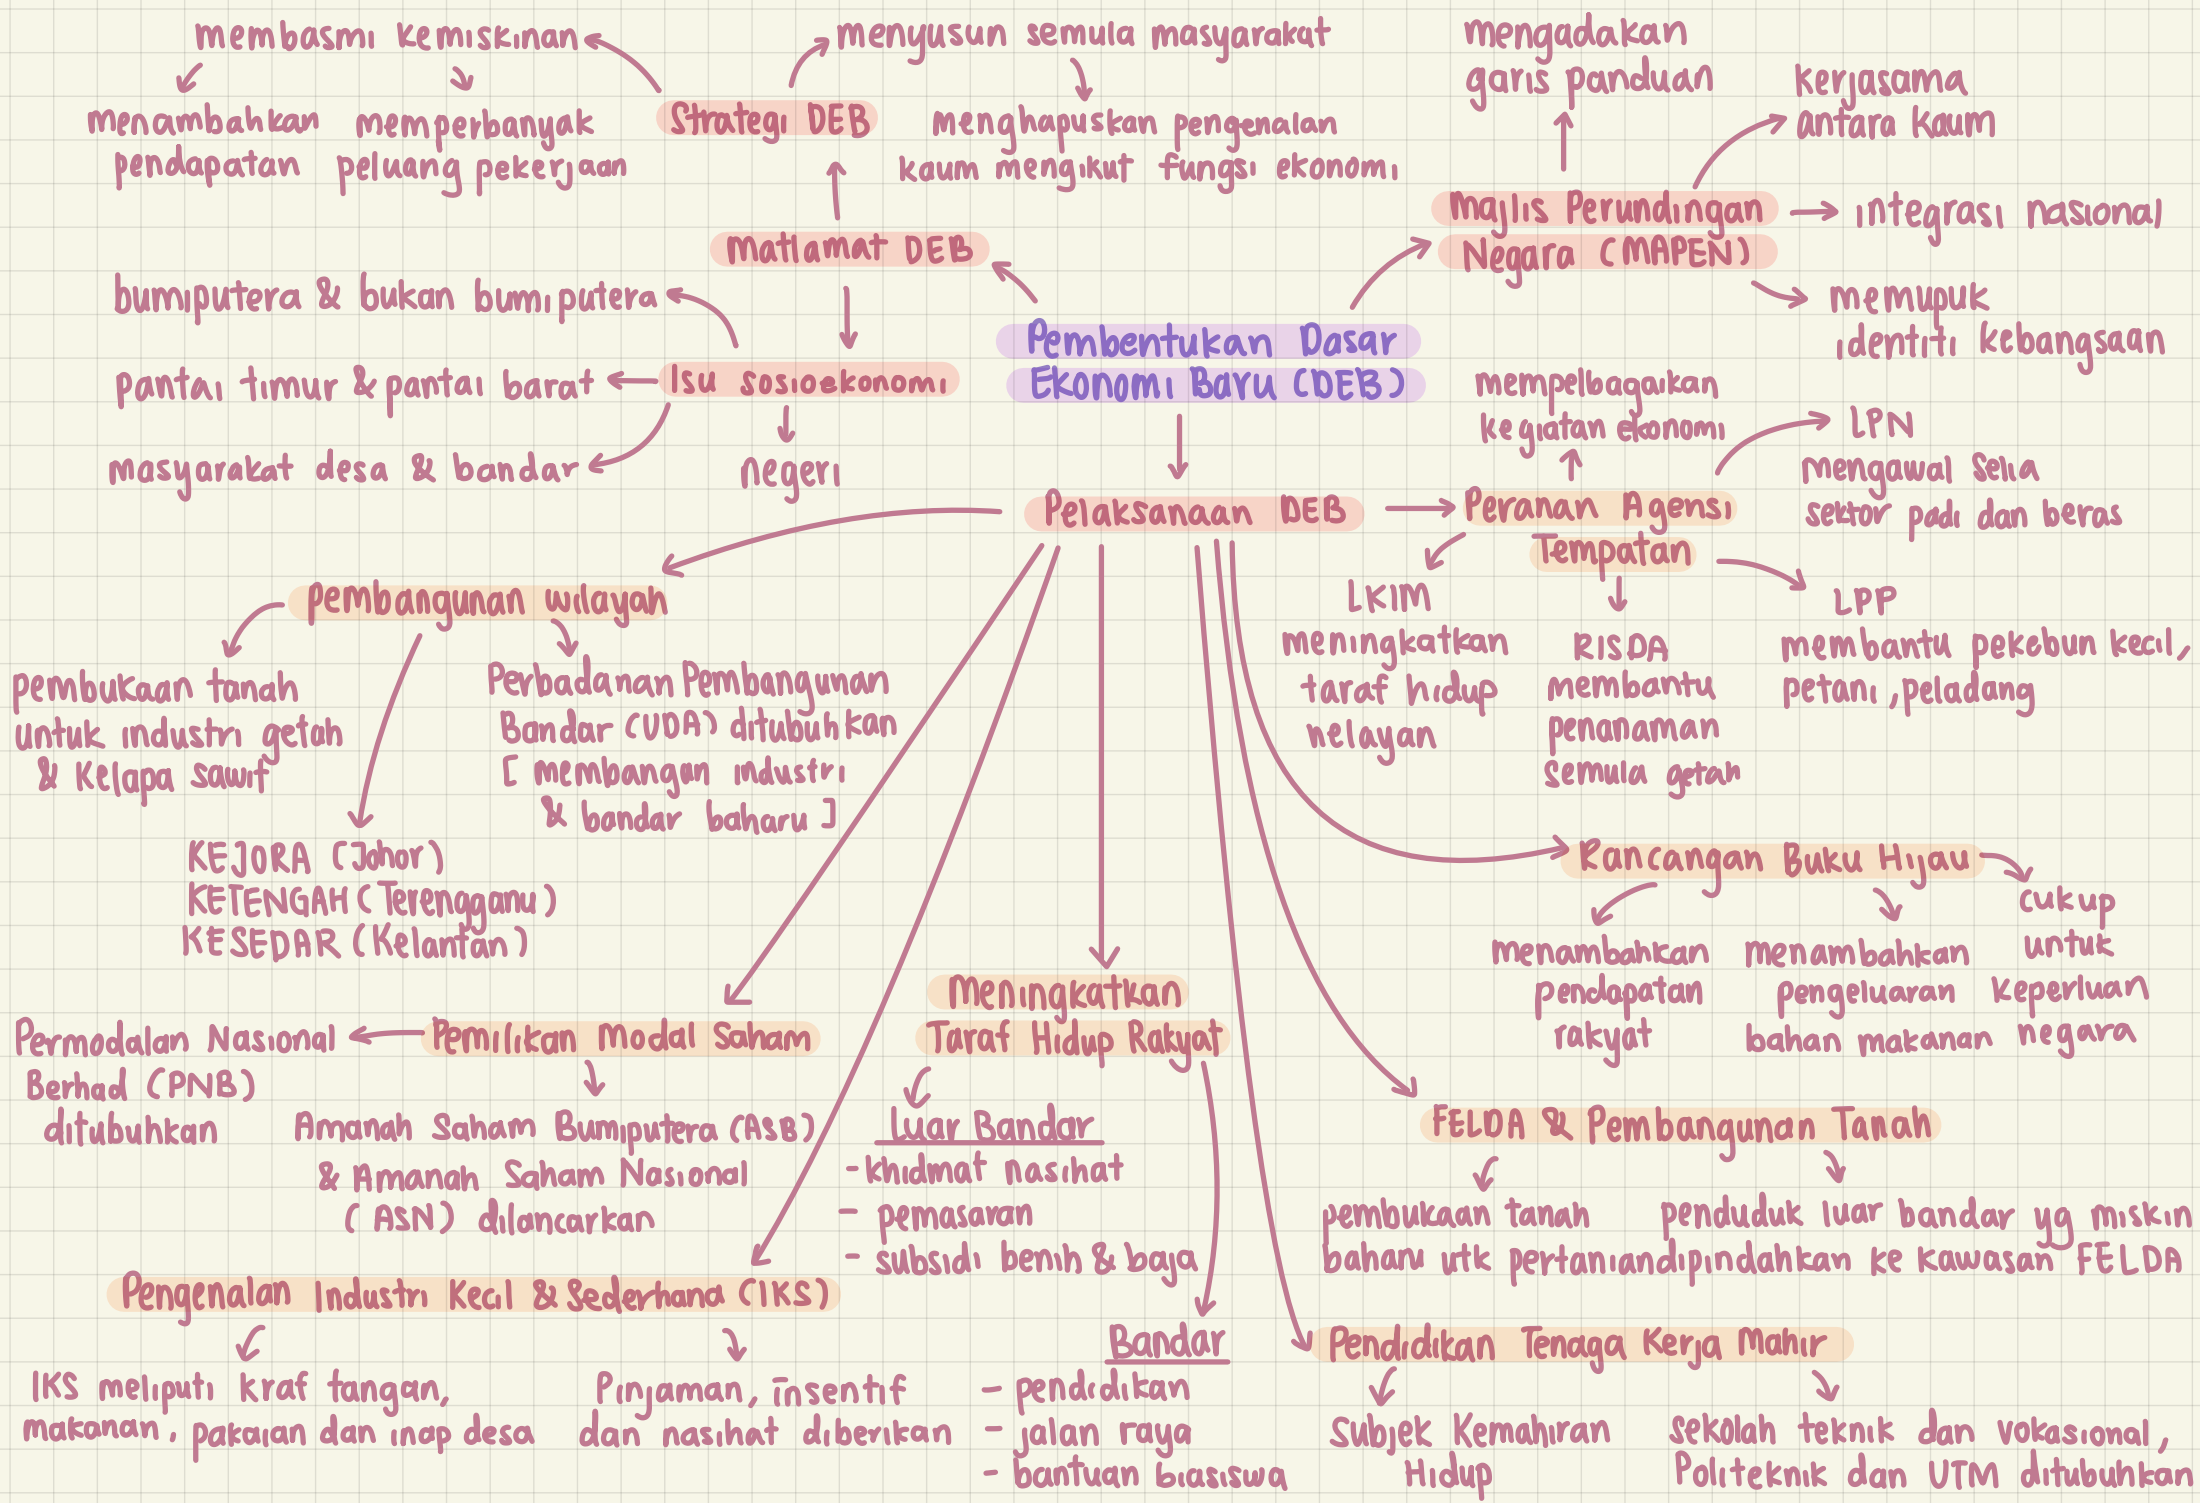 membasmi kemiskinan
menambahkan
pendapatan
memperbanyak
peluang pekerjaan
Strategi DEB
menyusun semula masyarakat
menghapuskan pengenalan
kaum mengikut fungsi ekonomi
mengadakan
garis panduan
kerjasama
antara kaum
Majlis Perundingan
Negara (MAPEN)
integrasi nasional
memupuk
identiti kebangsaan
Matlamat DEB
bumiputera & bukan bumiputera
pantai timur & pantai barat
Isu sosioekonomi
masyarakat desa & bandar
negeri
Pembentukan Dasar
Ekonomi Baru (DEB)
Pelaksanaan DEB
mempelbagaikan
kegiatan ekonomi
Peranan Agensi
Tempatan
LPN
mengawal selia
sektor padi dan beras
LKIM
meningkatkan
taraf hidup
nelayan
RISDA
membantu
penanaman
semula getah
LPP
membantu pekebun kecil,
petani, peladang
Pembangunan wilayah
pembukaan tanah
untuk industri getah
& kelapa sawit
Perbadanan Pembangunan
Bandar (UDA) ditubuhkan
[ membangan industri
& bandar baharu ]
KEJORA (Johor)
KETENGAH (Terengganu)
KESEDAR (Kelantan)
Rancangan Buku Hijau
menambahkan
pendapatan
rakyat
menambahkan
pengeluaran
bahan makanan
cukup
untuk
keperluan
negara
Pemilikan Modal Saham
Permodalan Nasional
Berhad (PNB)
ditubuhkan
Amanah Saham Bumiputera (ASB)
& Amanah Saham Nasional
(ASN) dilancarkan
Meningkatkan
Taraf Hidup Rakyat
Luar Bandar
- khidmat nasihat
- pemasaran
- subsidi benih & baja
Bandar
- pendidikan
- jalan raya
- bantuan biasiswa
FELDA & Pembangunan Tanah
pembukaan tanah
baharu utk pertanian
penduduk luar bandar yg miskin
dipindahkan ke kawasan FELDA
Pengenalan Industri Kecil & Sederhana (IKS)
IKS meliputi kraf tangan,
makanan, pakaian dan inap desa
Pinjaman, insentif
dan nasihat diberikan
Pendidikan Tenaga Kerja Mahir
Subjek Kemahiran
Hidup
sekolah teknik dan vokasional,
Politeknik dan UTM ditubuhkan